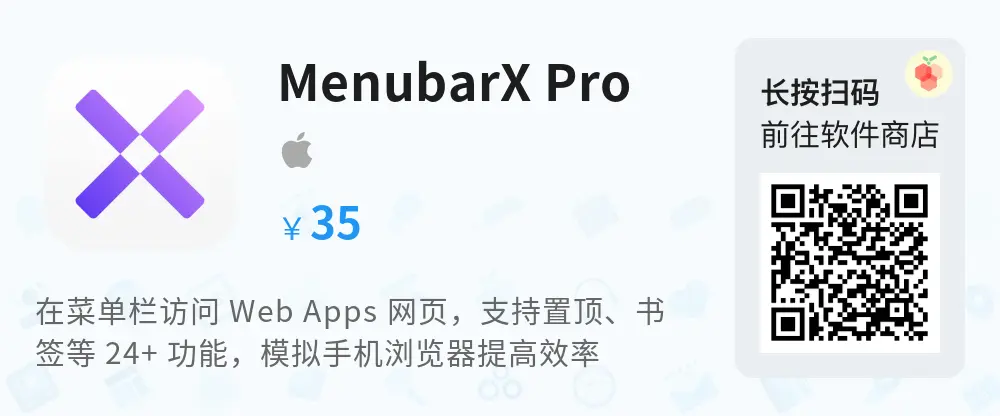 MenubarX Pro
¥ 35
在菜单栏访问 Web Apps 网页，支持置顶、书
签等 24+ 功能，模拟手机浏览器提高效率
长按扫码
前往软件商店